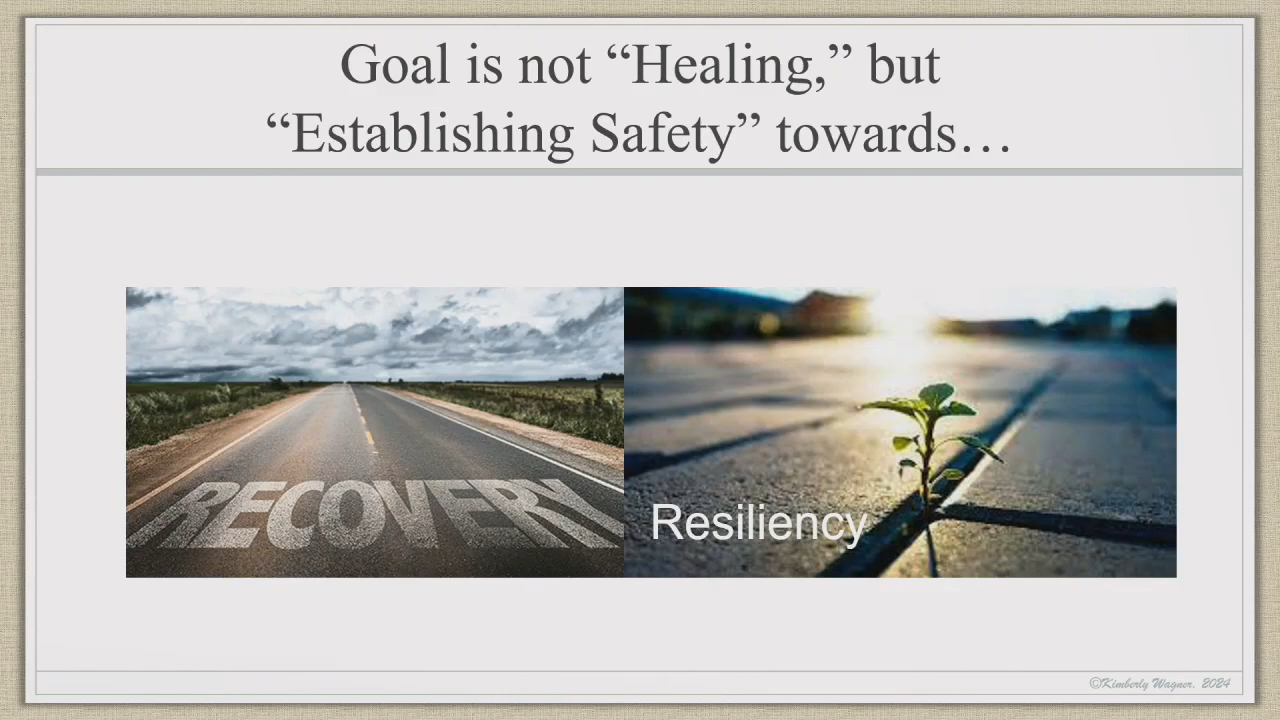 Goal is not “Healing,” but
“Establishing Safety” towards…
RECOVERY
Resiliency
©Kimberly Wagner. 2024